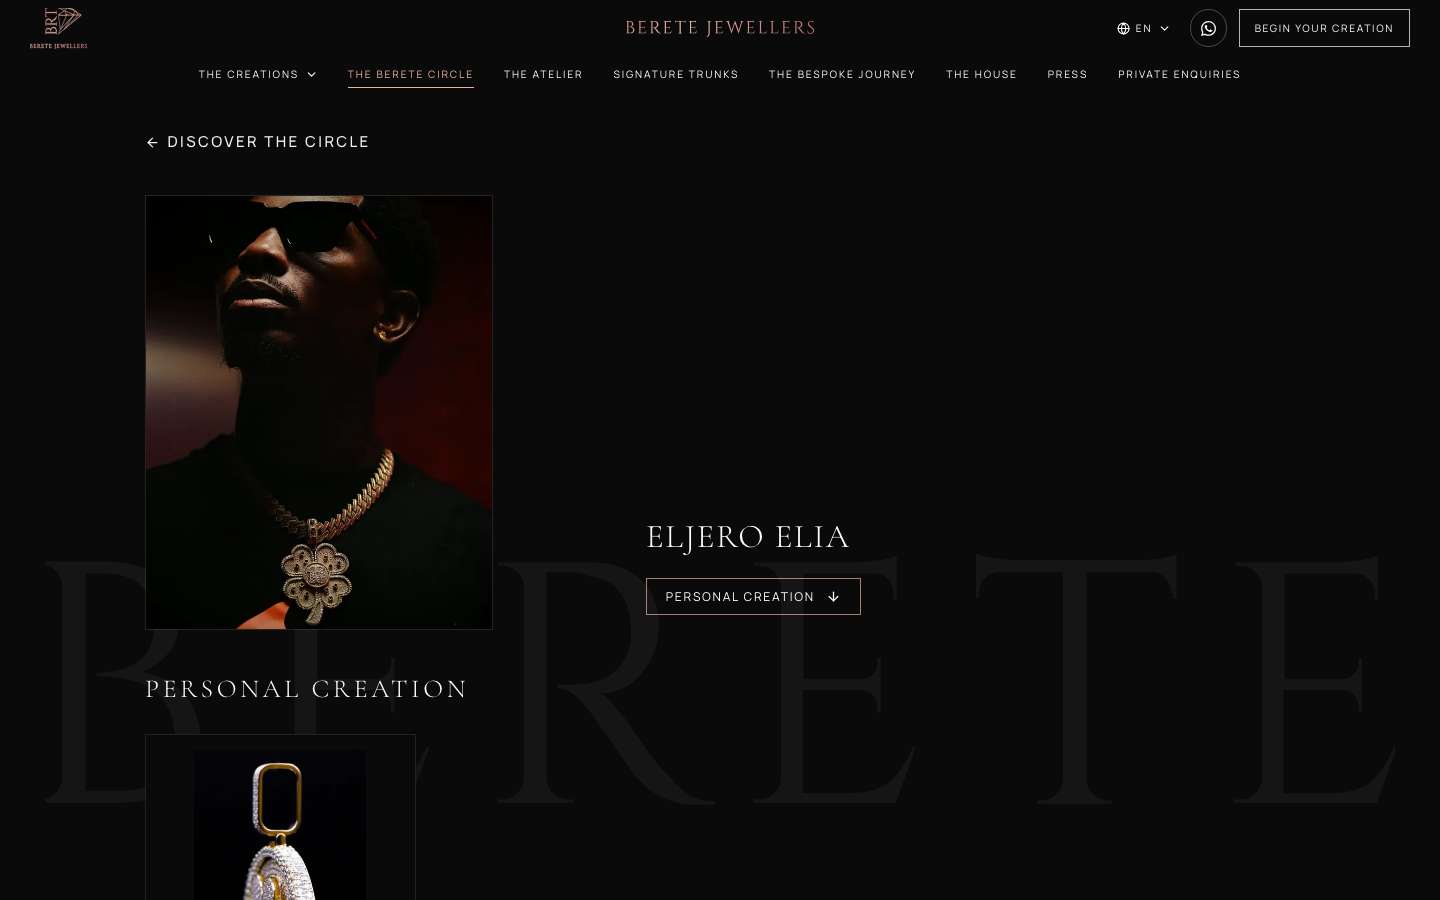 BRT
BERETE JEWELLERS
BERETE JEWELLERS
EN
BEGIN YOUR CREATION
THE CREATIONS
THE BERETE CIRCLE
THE ATELIER
SIGNATURE TRUNKS
THE BESPOKE JOURNEY
THE HOUSE
PRESS
PRIVATE ENQUIRIES
← DISCOVER THE CIRCLE
ELJERO ELIA
PERSONAL CREATION ↓
BERETE
PERSONAL CREATION